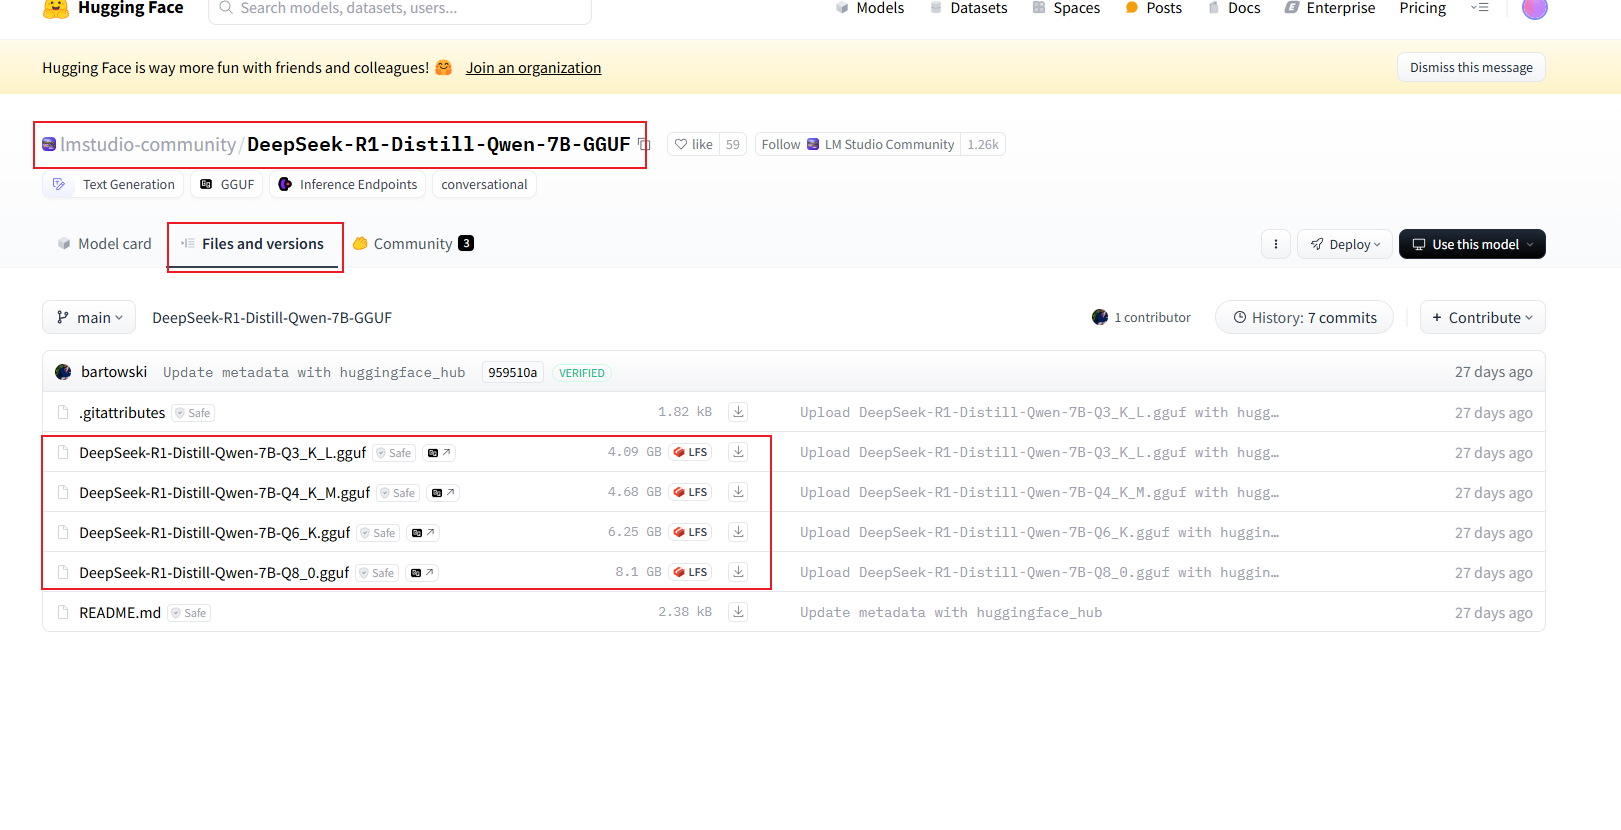 Hugging Face Search models, datasets, users... Models Datasets Spaces Posts Docs Enterprise Pricing
Hugging Face is way more fun with friends and colleagues! 🤗 Join an organization Dismiss this message
lmstudio-community/DeepSeek-R1-Distill-Qwen-7B-GGUF like 59 Follow LM Studio Community 1.26k
Text Generation GGUF Inference Endpoints conversational
Model card Files and versions Community 3 Deploy Use this model
main DeepSeek-R1-Distill-Qwen-7B-GGUF 1 contributor History: 7 commits + Contribute
bartowski Update metadata with huggingface_hub 959510a VERIFIED 27 days ago
.gitattributes Safe 1.82 kB Upload DeepSeek-R1-Distill-Qwen-7B-Q3_K_L.gguf with hugg… 27 days ago
DeepSeek-R1-Distill-Qwen-7B-Q3_K_L.gguf Safe 4.09 GB LFS Upload DeepSeek-R1-Distill-Qwen-7B-Q3_K_L.gguf with hugg… 27 days ago
DeepSeek-R1-Distill-Qwen-7B-Q4_K_M.gguf Safe 4.68 GB LFS Upload DeepSeek-R1-Distill-Qwen-7B-Q4_K_M.gguf with hugg… 27 days ago
DeepSeek-R1-Distill-Qwen-7B-Q6_K.gguf Safe 6.25 GB LFS Upload DeepSeek-R1-Distill-Qwen-7B-Q6_K.gguf with huggin… 27 days ago
DeepSeek-R1-Distill-Qwen-7B-Q8_0.gguf Safe 8.1 GB LFS Upload DeepSeek-R1-Distill-Qwen-7B-Q8_0.gguf with huggin… 27 days ago
README.md Safe 2.38 kB Update metadata with huggingface_hub 27 days ago